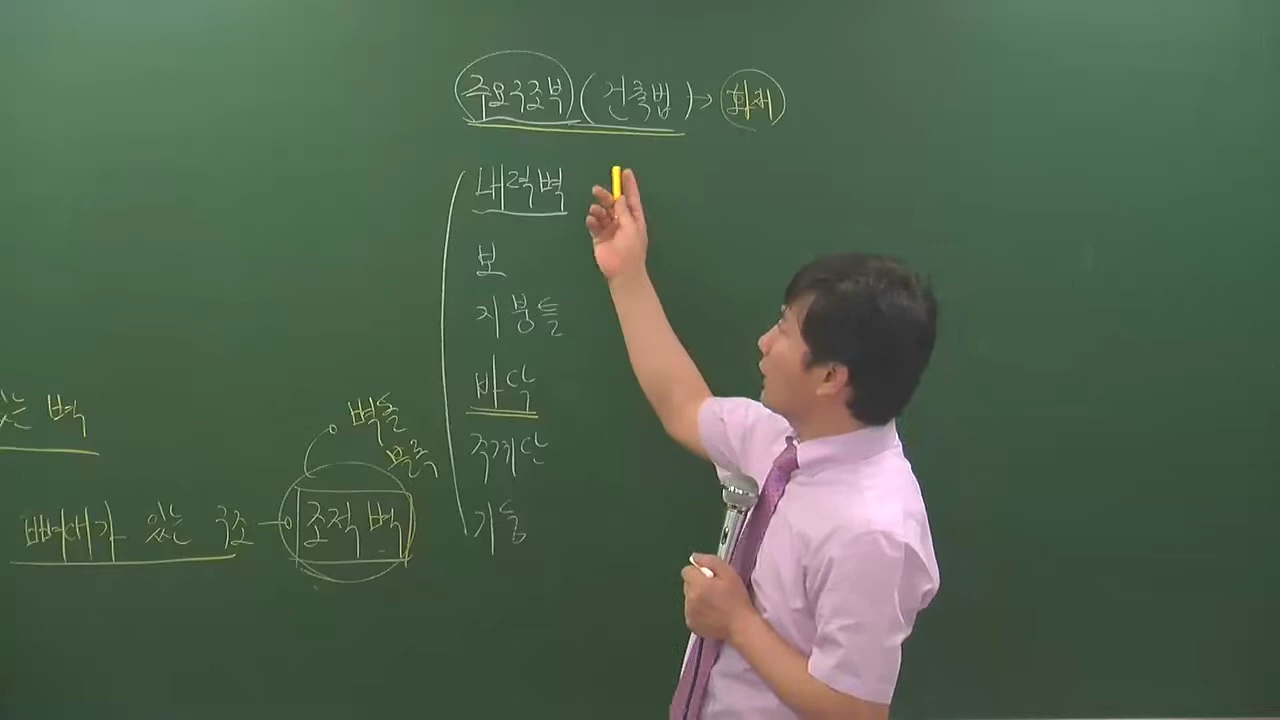 주요구조부 (건축법) → 화재
내력벽
보
지붕틀
바닥
주계단
기둥
있는 벽
벽돌
블록
뼈대가 있는 구조
조적벽